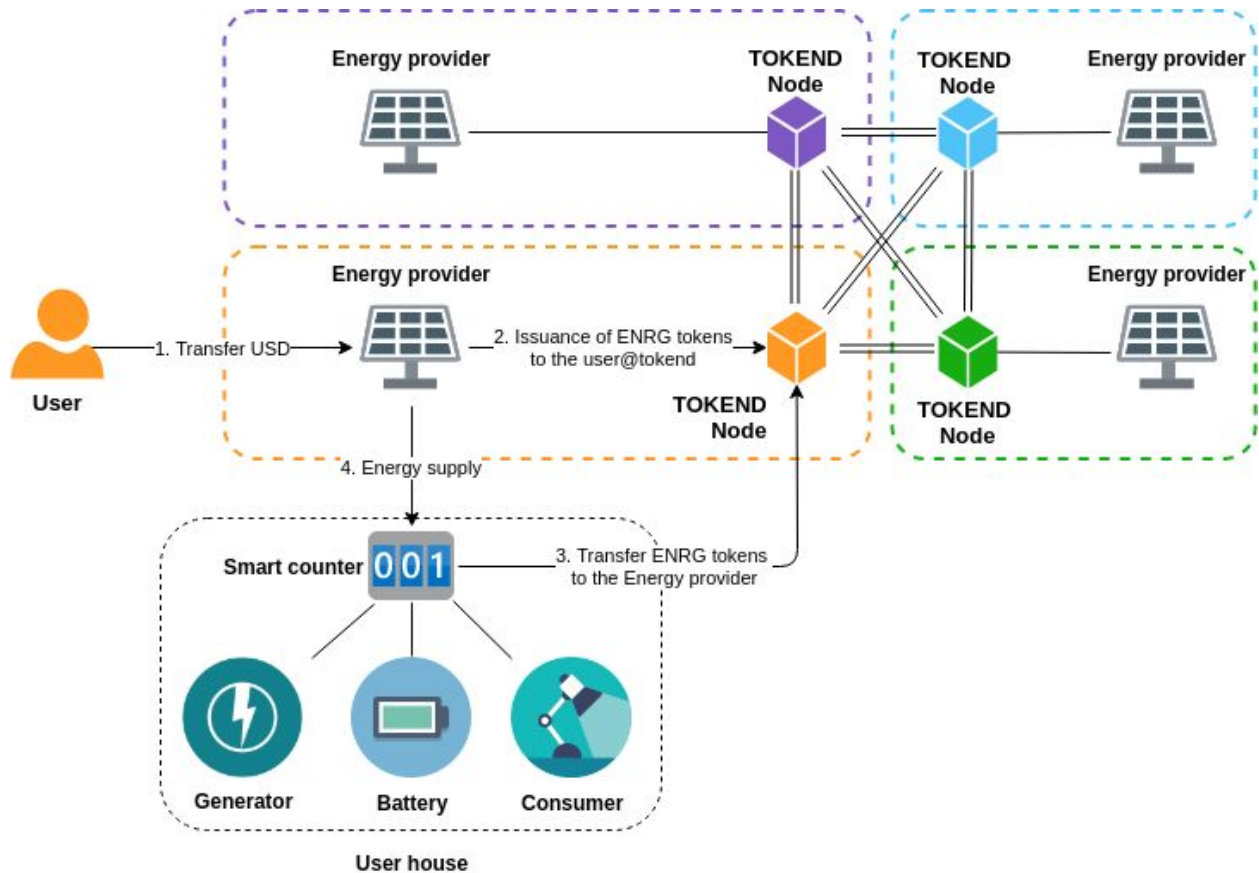 Energy provider
TOKEND
Node
TOKEND
Node
Energy provider
Energy provider
Energy provider
1. Transfer USD
2. Issuance of ENRG tokens
to the user@tokend
User
TOKEND
Node
TOKEND
Node
4. Energy supply
Smart counter
001
3. Transfer ENRG tokens
to the Energy provider
Generator
Battery
Consumer
User house